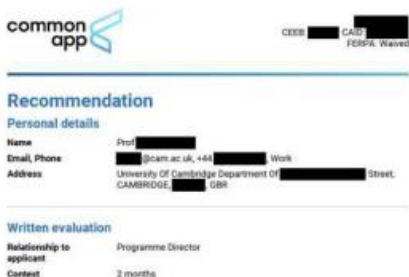 common
app
CEEB: CAID:
FERPA: Waived
Recommendation
Personal details
Name Prof
Email, Phone @cam.ac.uk, +44 , Work
Address University Of Cambridge Department Of Street,
CAMBRIDGE, , GBR
Written evaluation
Relationship to Programme Director
applicant
Context 2 months